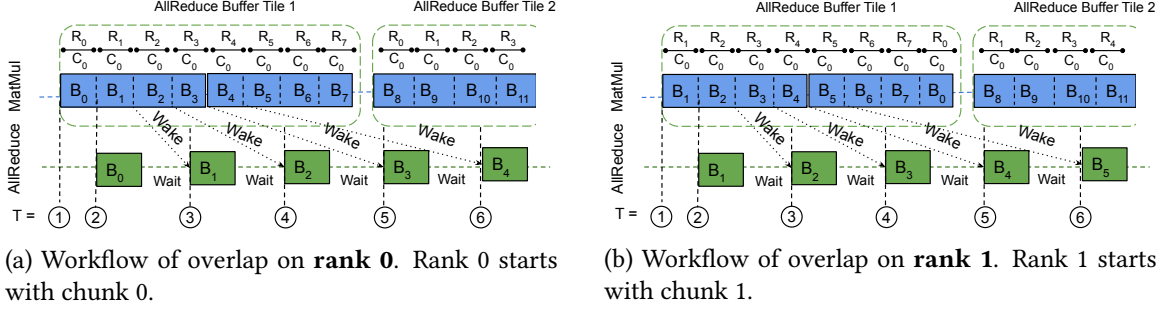 AllReduce Buffer Tile 1 AllReduce Buffer Tile 2
R₀ R₁ R₂ R₃ R₄ R₅ R₆ R₇ R₀ R₁ R₂ R₃
C₀ C₀ C₀ C₀ C₀ C₀ C₀ C₀ C₀ C₀ C₀ C₀
MatMul
B₀ B₁ B₂ B₃ B₄ B₅ B₆ B₇ B₈ B₉ B₁₀ B₁₁
Wake Wake Wake Wake
AllReduce
B₀ B₁ B₂ B₃ B₄
Wait Wait Wait Wait
T = 1 2 3 4 5 6
(a) Workflow of overlap on rank 0. Rank 0 starts
with chunk 0.
AllReduce Buffer Tile 1 AllReduce Buffer Tile 2
R₁ R₂ R₃ R₄ R₅ R₆ R₇ R₀ R₁ R₂ R₃ R₄
C₀ C₀ C₀ C₀ C₀ C₀ C₀ C₀ C₀ C₀ C₀ C₀
MatMul
B₁ B₂ B₃ B₄ B₅ B₆ B₇ B₀ B₈ B₉ B₁₀ B₁₁
Wake Wake Wake Wake
AllReduce
B₁ B₂ B₃ B₄ B₅
Wait Wait Wait Wait
T = 1 2 3 4 5 6
(b) Workflow of overlap on rank 1. Rank 1 starts
with chunk 1.